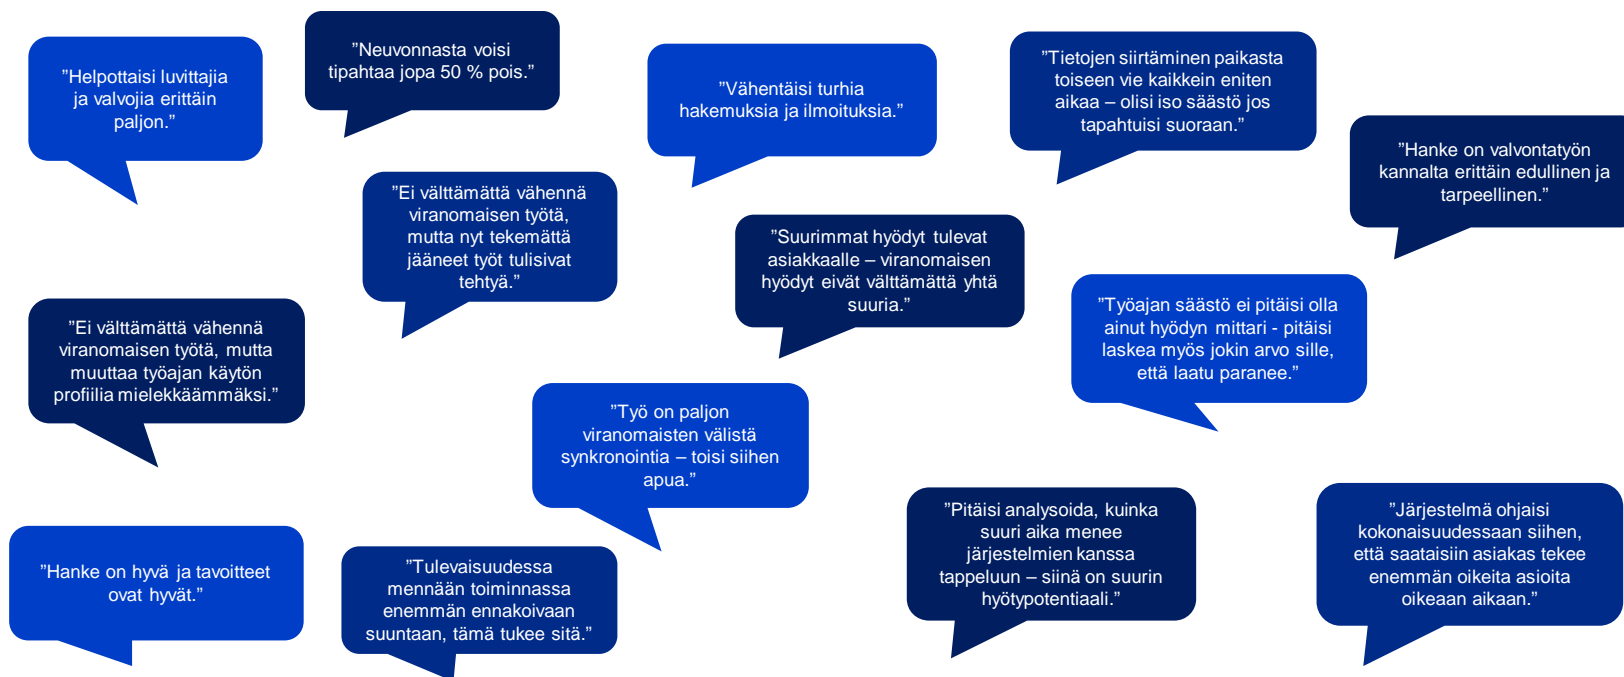 ”Helpottaisi luvittajia
ja valvojia erittäin
paljon.”
”Neuvonnasta voisi
tipahtaa jopa 50 % pois.”
”Vähentäisi turhia
hakemuksia ja ilmoituksia.”
”Tietojen siirtäminen paikasta
toiseen vie kaikkein eniten
aikaa – olisi iso säästö jos
tapahtuisi suoraan.”
”Hanke on valvontatyön
kannalta erittäin edullinen ja
tarpeellinen.”
”Ei välttämättä vähennä
viranomaisen työtä,
mutta nyt tekemättä
jääneet työt tulisivat
tehtyä.”
”Suurimmat hyödyt tulevat
asiakkaalle – viranomaisen
hyödyt eivät välttämättä yhtä
suuria.”
”Työajan säästö ei pitäisi olla
ainut hyödyn mittari - pitäisi
laskea myös jokin arvo sille,
että laatu paranee.”
”Ei välttämättä vähennä
viranomaisen työtä, mutta
muuttaa työajan käytön
profiilia mielekkäämmäksi.”
”Työ on paljon
viranomaisten välistä
synkronointia – toisi siihen
apua.”
”Pitäisi analysoida, kuinka
suuri aika menee
järjestelmien kanssa
tappeluun – siinä on suurin
hyötypotentiaali.”
”Järjestelmä ohjaisi
kokonaisuudessaan siihen,
että saataisiin asiakas tekee
enemmän oikeita asioita
oikeaan aikaan.”
”Hanke on hyvä ja tavoitteet
ovat hyvät.”
”Tulevaisuudessa
mennään toiminnassa
enemmän ennakoivaan
suuntaan, tämä tukee sitä.”